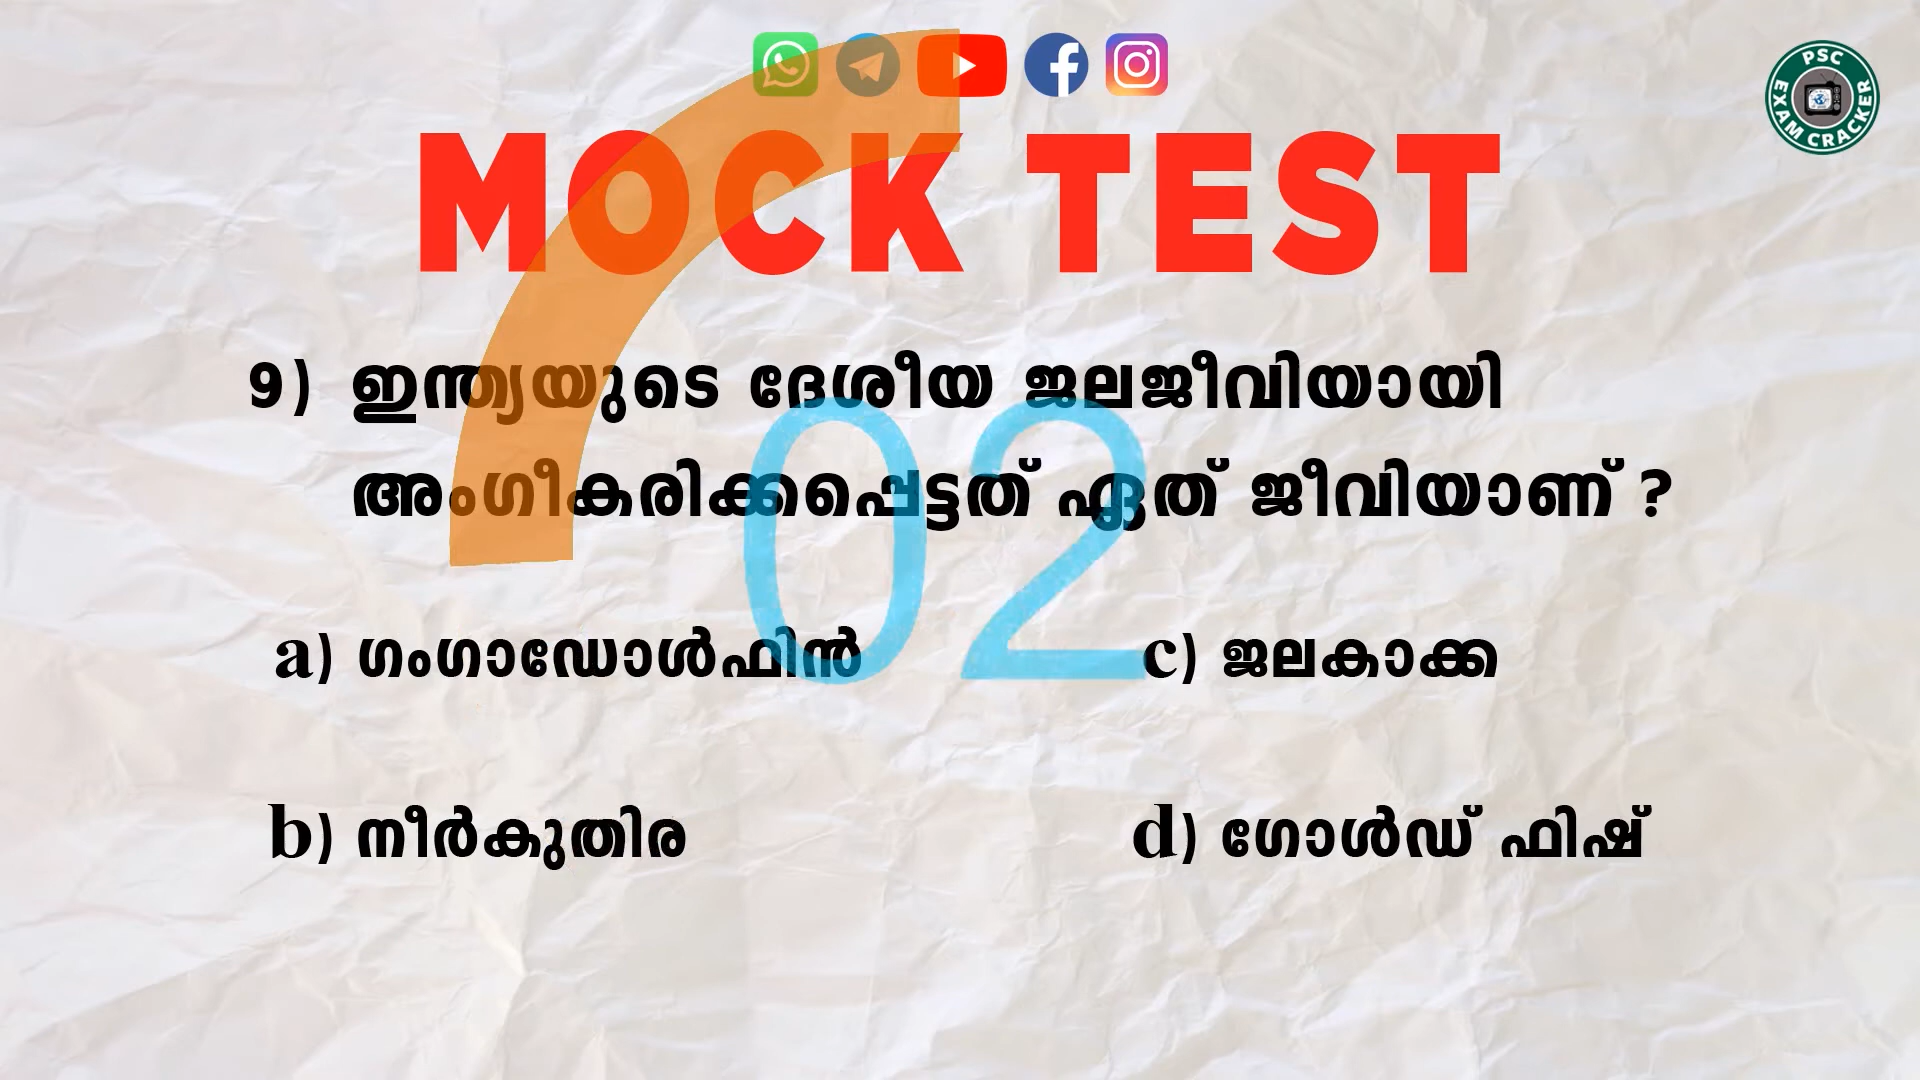 PSC EXAM CRACKER
MOCK TEST
9) ഇന്ത്യയുടെ ദേശീയ ജലജീവിയായി
അംഗീകരിക്കപ്പെട്ടത് ഏത് ജീവിയാണ് ?
02
a) ഗംഗാഡോൾഫിൻ
c) ജലകാക്ക
b) നീർകുതിര
d) ഗോൾഡ് ഫിഷ്